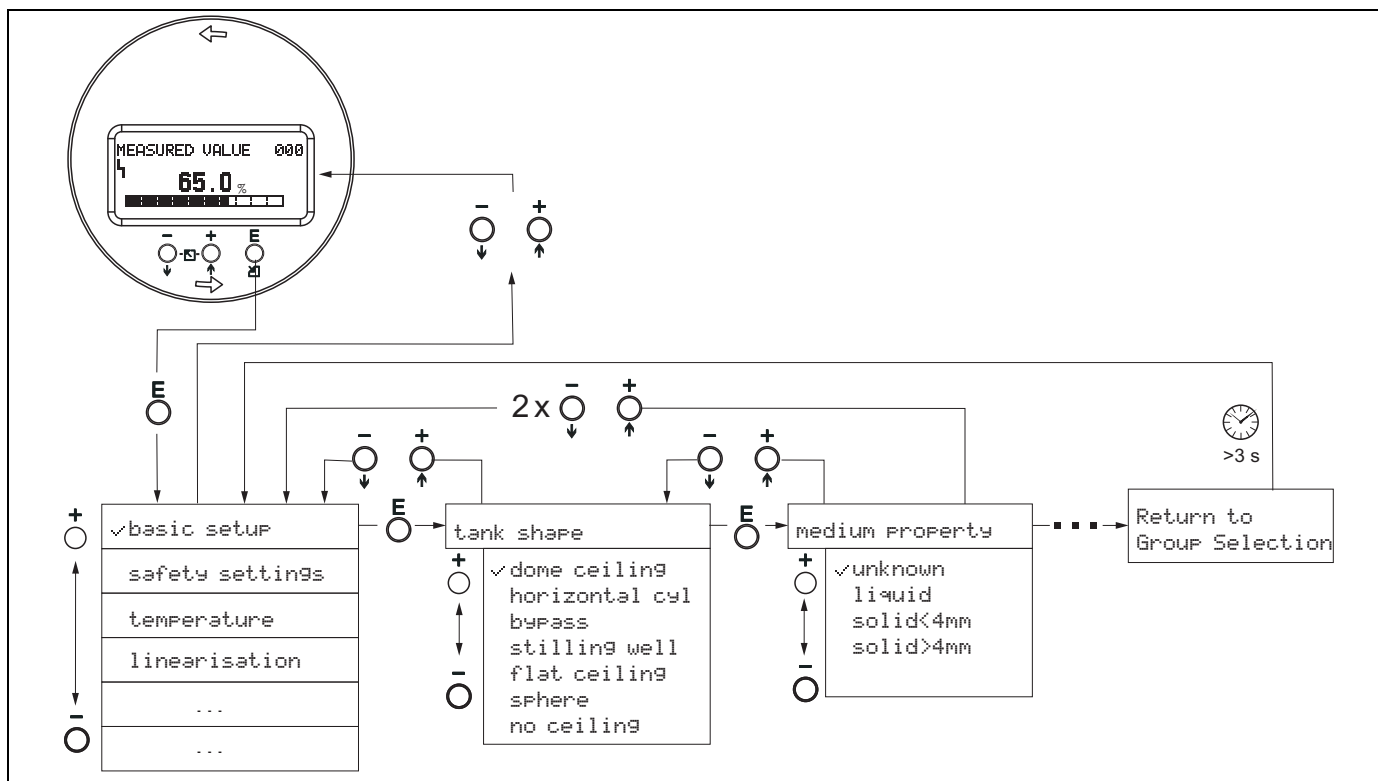 MEASURED VALUE 000
65.0 %
- + E
- +
E
2 x - +
- +
- +
>3 s
+
-
✓basic setup
safety settings
temperature
linearisation
...
...
E
tank shape
+
-
✓dome ceiling
horizontal cyl
bypass
stilling well
flat ceiling
sphere
no ceiling
E
medium property
+
-
✓unknown
liquid
solid<4mm
solid>4mm
Return to
Group Selection